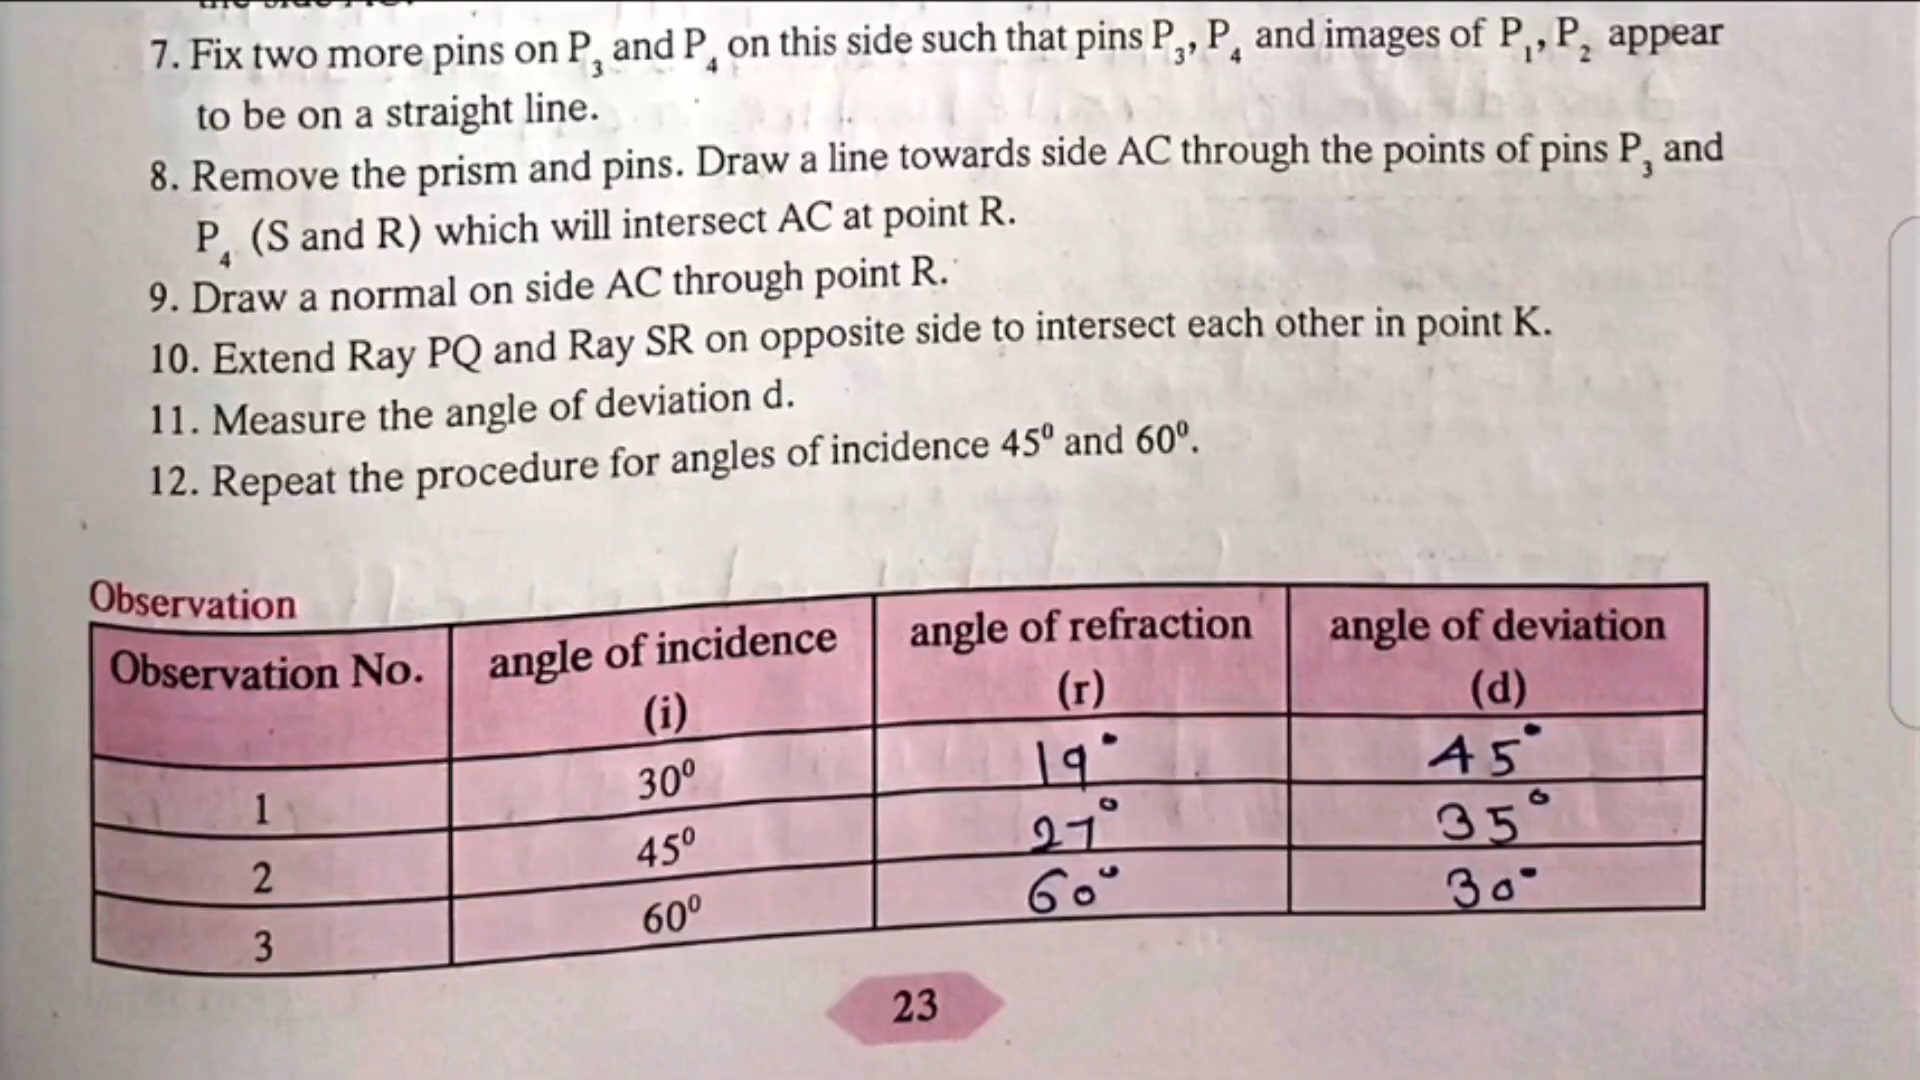 7. Fix two more pins on P3 and P4 on this side such that pins P3, P4 and images of P1, P2 appear
to be on a straight line.
8. Remove the prism and pins. Draw a line towards side AC through the points of pins P3 and
P4 (S and R) which will intersect AC at point R.
9. Draw a normal on side AC through point R.
10. Extend Ray PQ and Ray SR on opposite side to intersect each other in point K.
11. Measure the angle of deviation d.
12. Repeat the procedure for angles of incidence 45⁰ and 60⁰.
Observation
Observation No. angle of incidence (i) angle of refraction (r) angle of deviation (d)
1 30⁰ 19° 45°
2 45⁰ 27° 35°
3 60⁰ 60° 30°
23